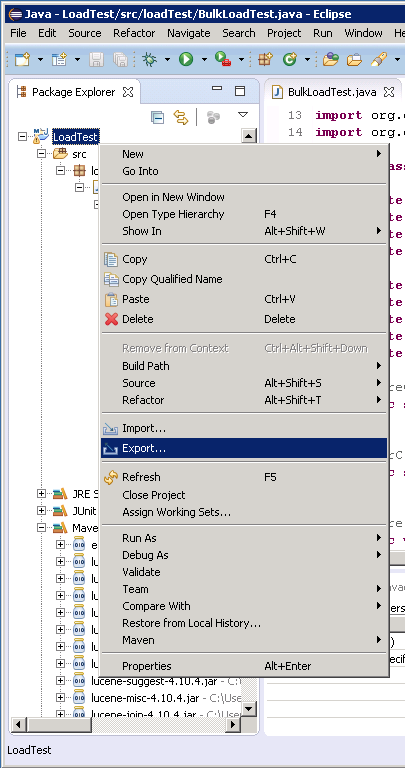 Java - LoadTest/src/loadTest/BulkLoadTest.java - Eclipse
File Edit Source Refactor Navigate Search Project Run Window
Package Explorer
BulkLoadTest.java
13 import org.
14 import org.
LoadTest
src
New
Go Into
Open in New Window
Open Type Hierarchy F4
Show In Alt+Shift+W
Copy Ctrl+C
Copy Qualified Name
Paste Ctrl+V
Delete Delete
Remove from Context Ctrl+Alt+Shift+Down
Build Path
Source Alt+Shift+S
Refactor Alt+Shift+T
Import...
Export...
Refresh F5
Close Project
Assign Working Sets...
Run As
Debug As
Validate
Team
Compare With
Restore from Local History...
Maven
Properties Alt+Enter
JRE S
JUnit
Mave
lucene-suggest-4.10.4.jar - C:\U
lucene-misc-4.10.4.jar - C:\Use
lucene-join-4.10.4.jar - C:\User
LoadTest